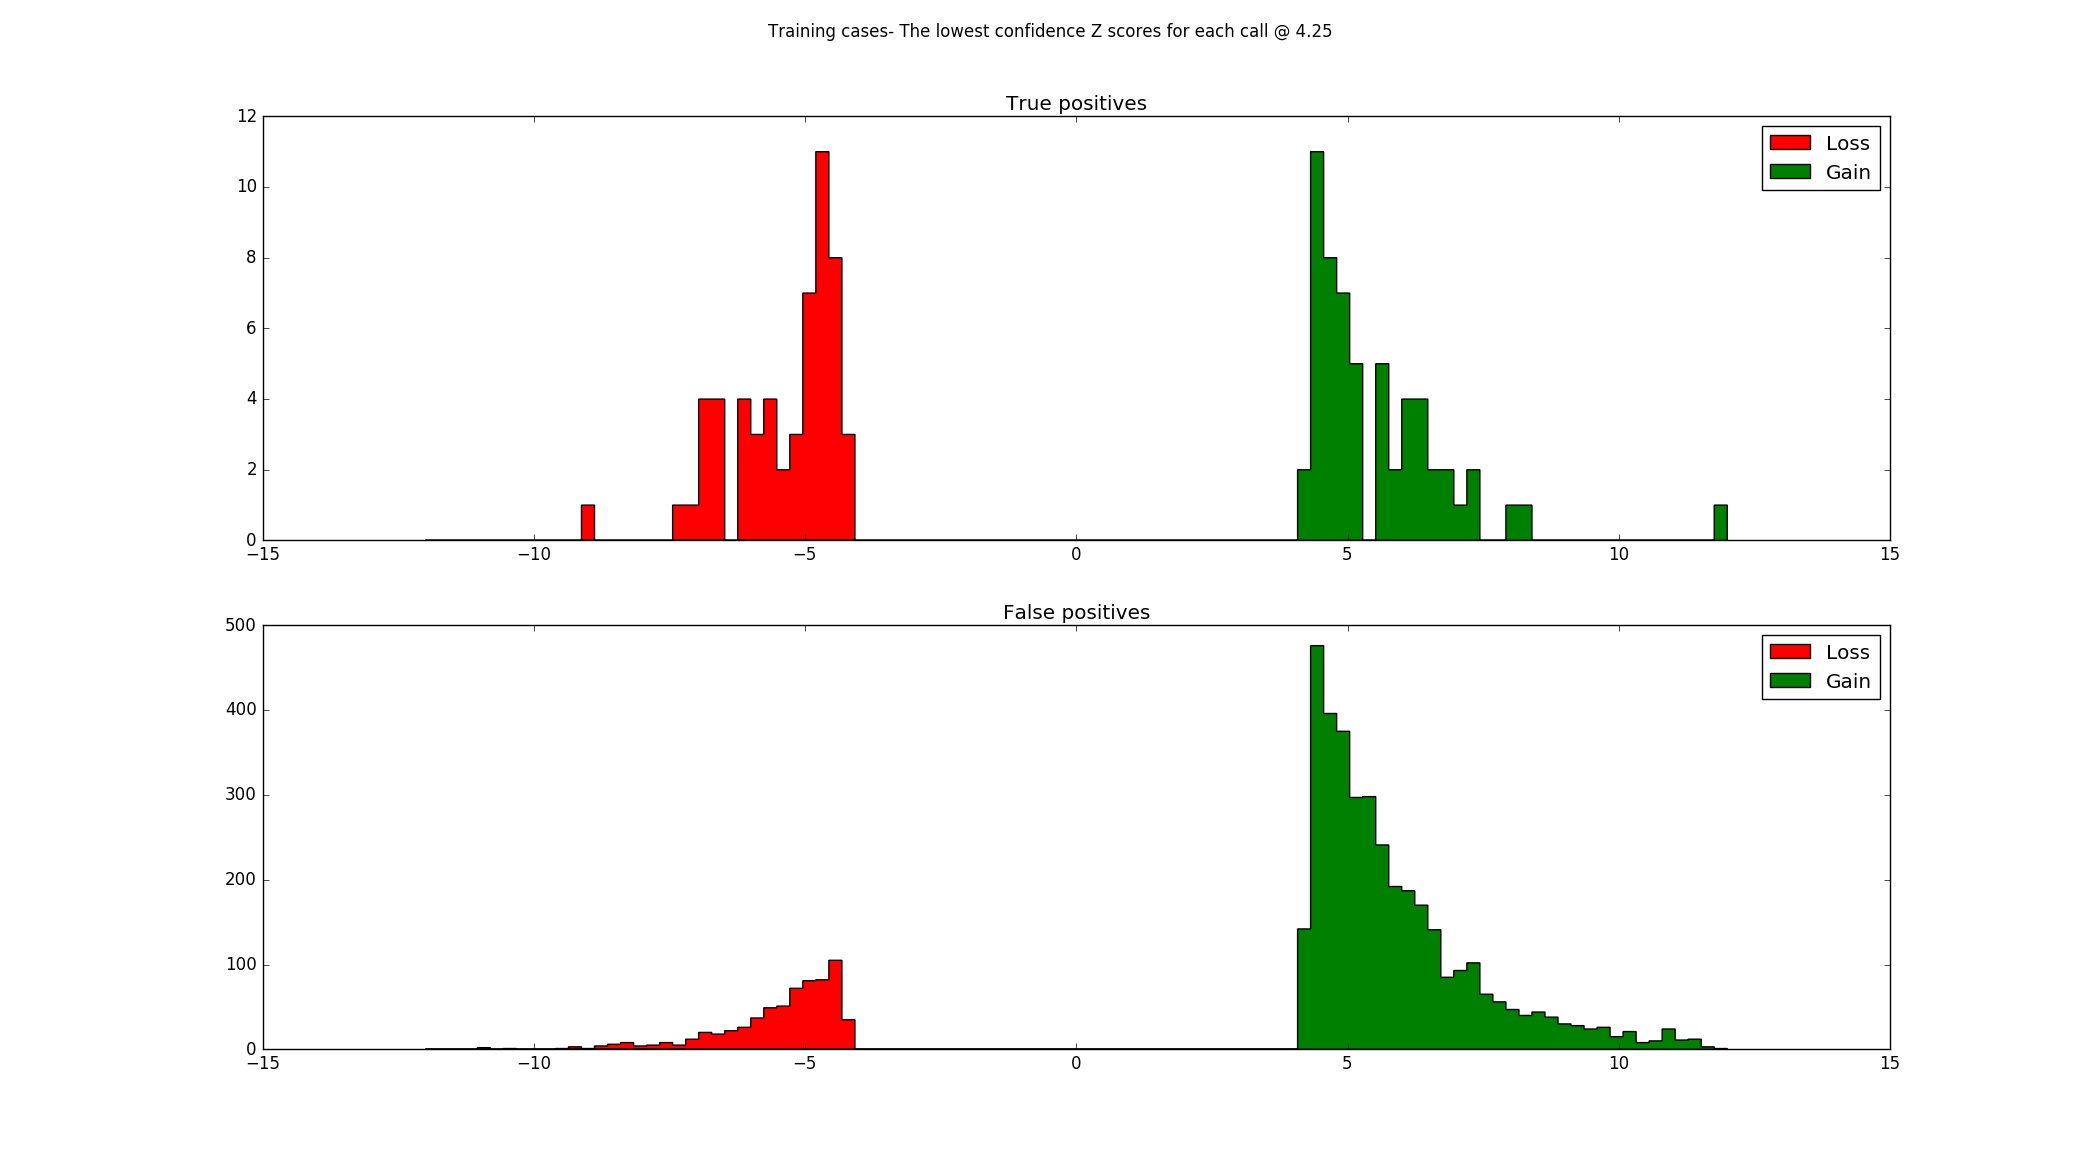 Training cases- The lowest confidence Z scores for each call @ 4.25
True positives
12
10
8
6
4
2
0
Loss
Gain
−15 −10 −5 0 5 10 15
False positives
500
400
300
200
100
0
Loss
Gain
−15 −10 −5 0 5 10 15